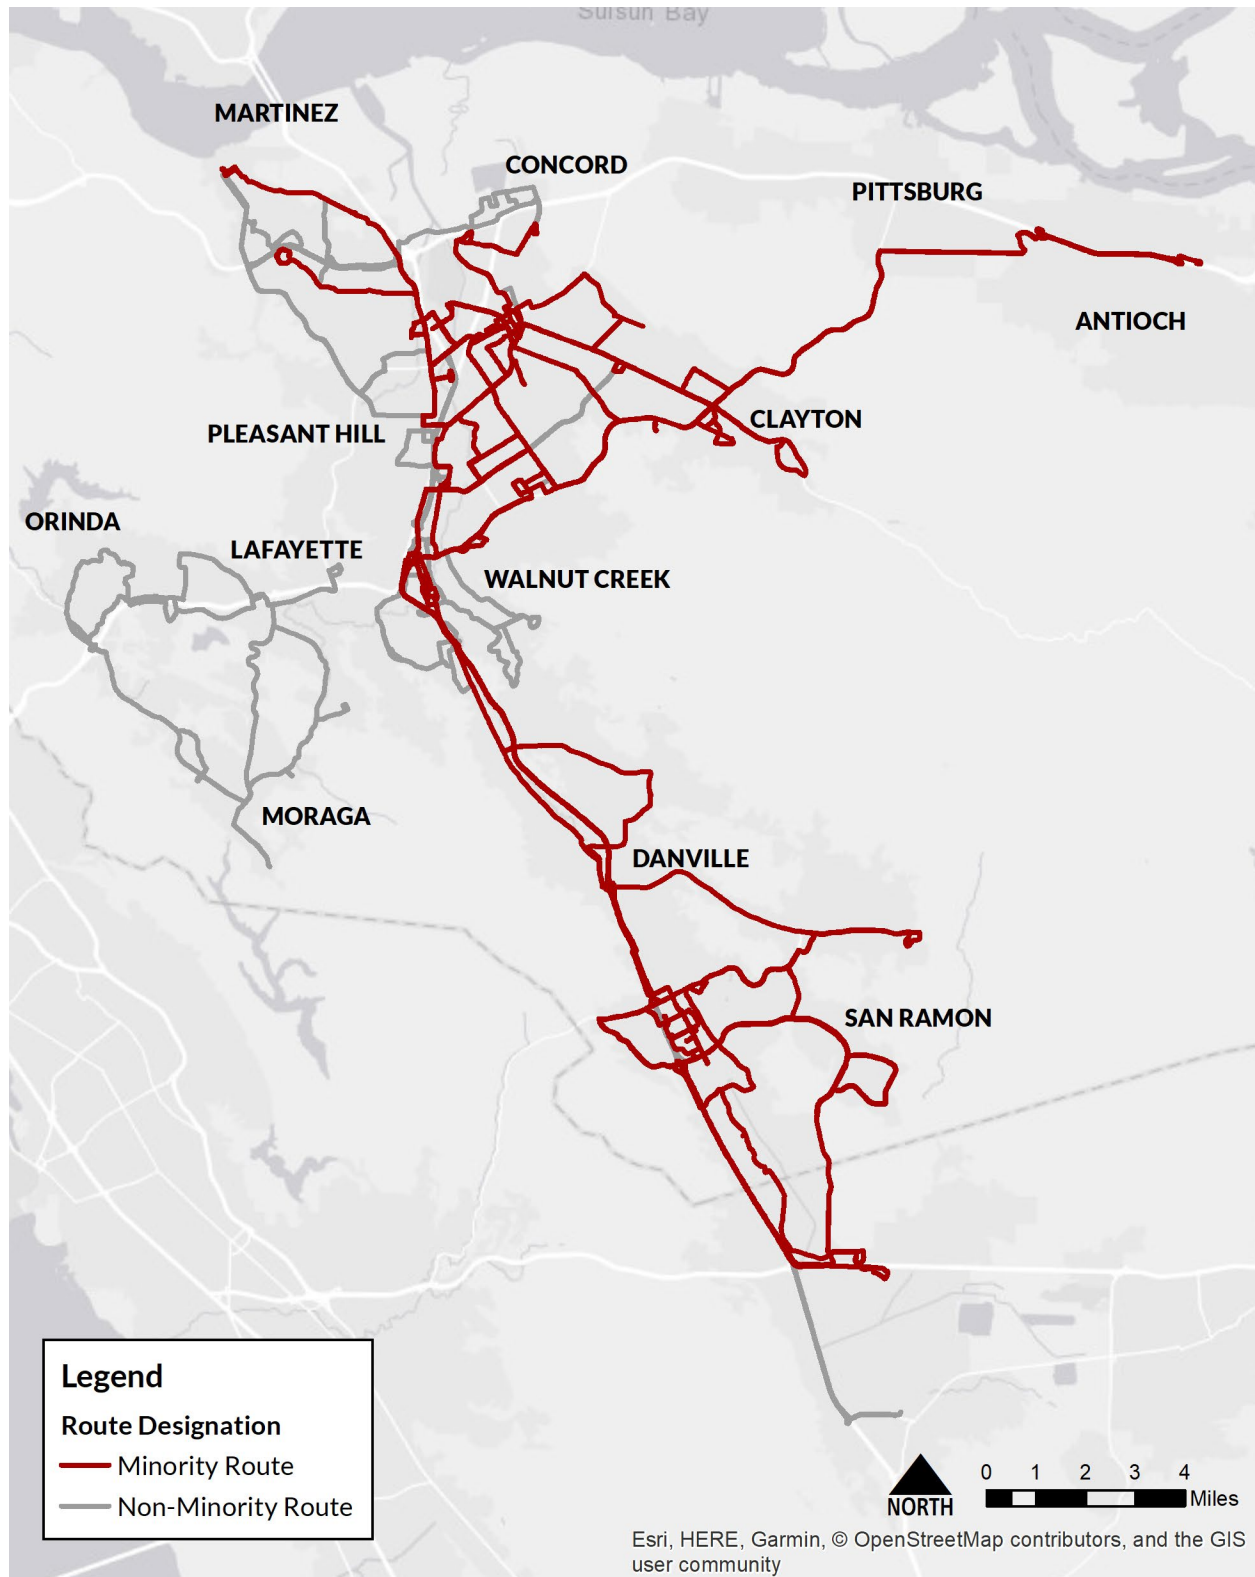 Suisun Bay
MARTINEZ
CONCORD
PITTSBURG
ANTIOCH
CLAYTON
PLEASANT HILL
ORINDA
LAFAYETTE
WALNUT CREEK
MORAGA
DANVILLE
SAN RAMON
Legend
Route Designation
Minority Route
Non-Minority Route
NORTH
0 1 2 3 4
Miles
Esri, HERE, Garmin, © OpenStreetMap contributors, and the GIS
user community